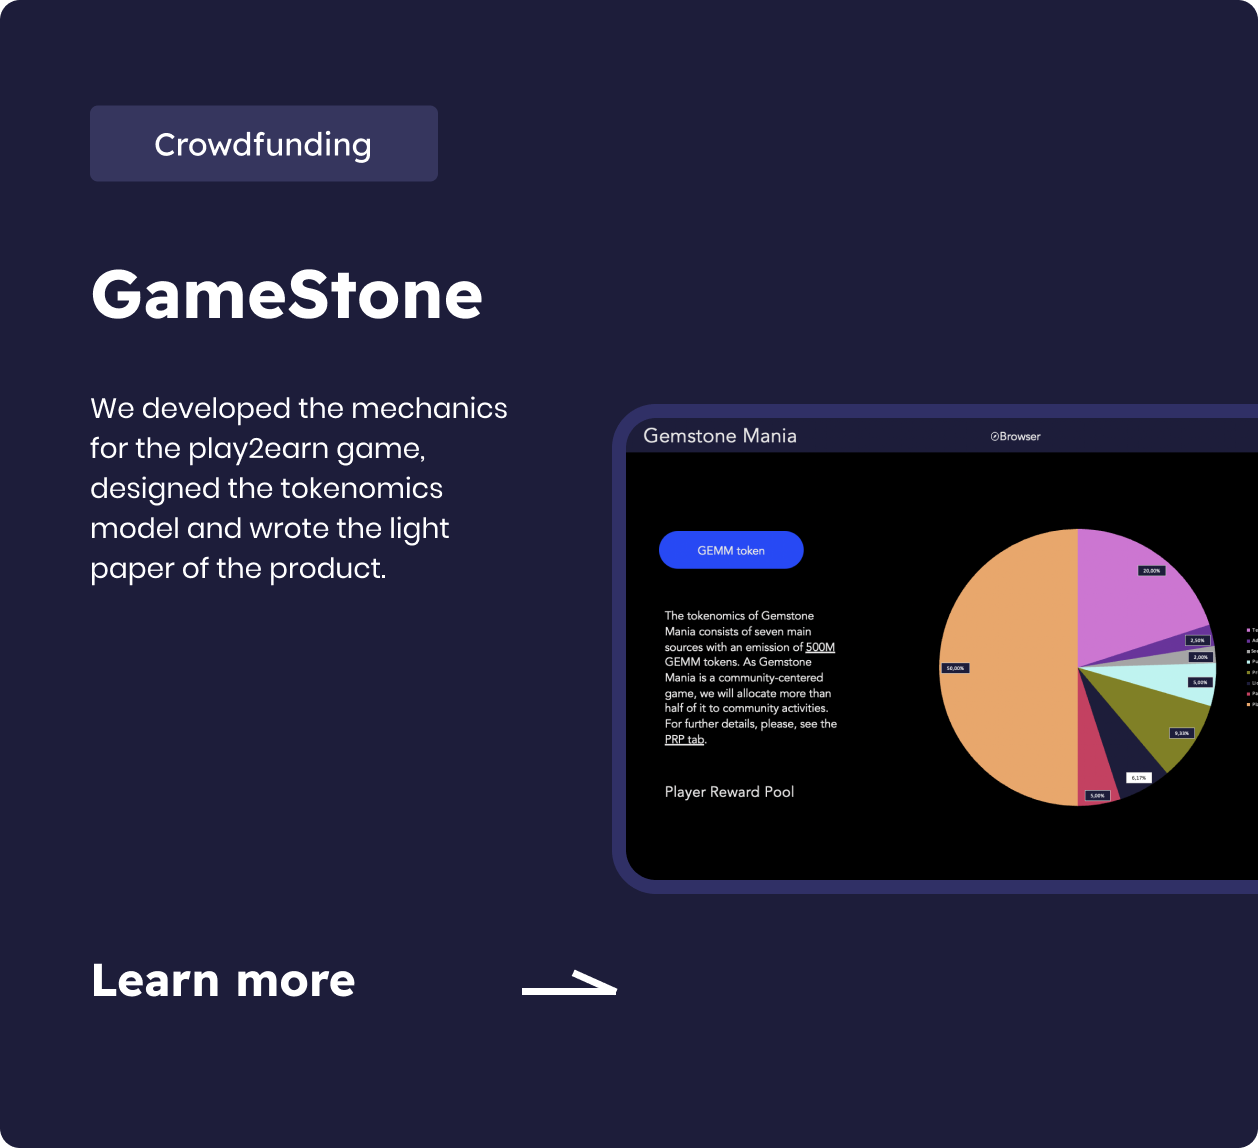 Crowdfunding
GameStone
We developed the mechanics
for the play2earn game,
designed the tokenomics
model and wrote the light
paper of the product.
Gemstone Mania
Browser
GEMM token
The tokenomics of Gemstone
Mania consists of seven main
sources with an emission of 500M
GEMM tokens. As Gemstone
Mania is a community-centered
game, we will allocate more than
half of it to community activities.
For further details, please, see the
PRP tab.
Player Reward Pool
20,00%
2,50%
2,00%
5,00%
9,33%
6,17%
5,00%
50,00%
Learn more